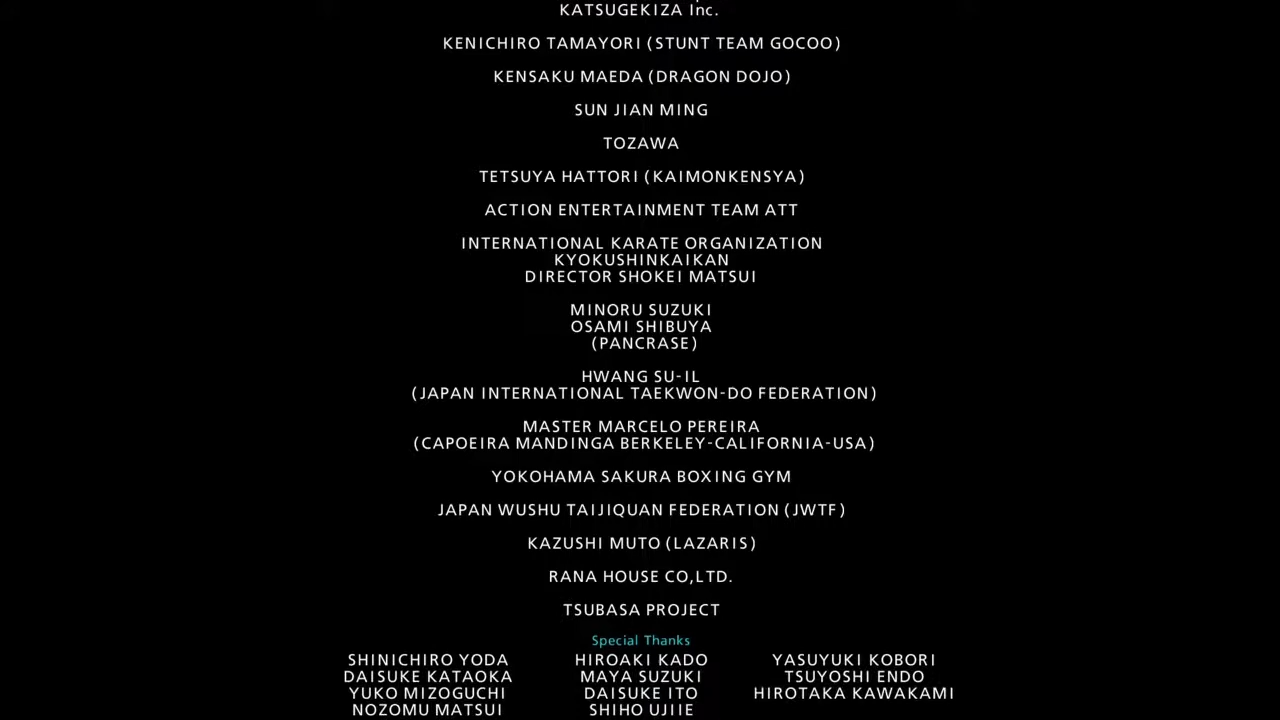 KATSUGEKIZA Inc.
KENICHIRO TAMAYORI (STUNT TEAM GOCOO)
KENSAKU MAEDA (DRAGON DOJO)
SUN JIAN MING
TOZAWA
TETSUYA HATTORI (KAIMONKENSYA)
ACTION ENTERTAINMENT TEAM ATT
INTERNATIONAL KARATE ORGANIZATION
KYOKUSHINKAIKAN
DIRECTOR SHOKEI MATSUI
MINORU SUZUKI
OSAMI SHIBUYA
(PANCRASE)
HWANG SU-IL
(JAPAN INTERNATIONAL TAEKWON-DO FEDERATION)
MASTER MARCELO PEREIRA
(CAPOEIRA MANDINGA BERKELEY-CALIFORNIA-USA)
YOKOHAMA SAKURA BOXING GYM
JAPAN WUSHU TAIJIQUAN FEDERATION (JWTF)
KAZUSHI MUTO (LAZARIS)
RANA HOUSE CO,LTD.
TSUBASA PROJECT
Special Thanks
SHINICHIRO YODA HIROAKI KADO YASUYUKI KOBORI
DAISUKE KATAOKA MAYA SUZUKI TSUYOSHI ENDO
YUKO MIZOGUCHI DAISUKE ITO HIROTAKA KAWAKAMI
NOZOMU MATSUI SHIHO UJIIE